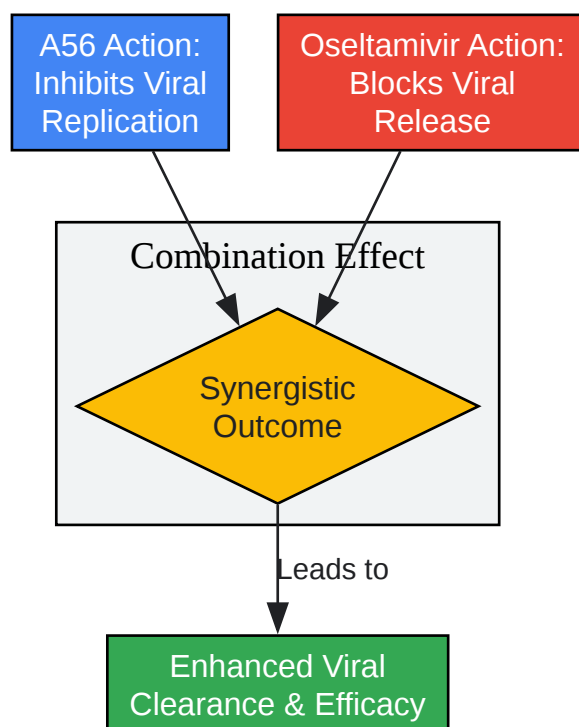 A56 Action:
Inhibits Viral
Replication
Oseltamivir Action:
Blocks Viral
Release
Combination Effect
Synergistic
Outcome
Leads to
Enhanced Viral
Clearance & Efficacy